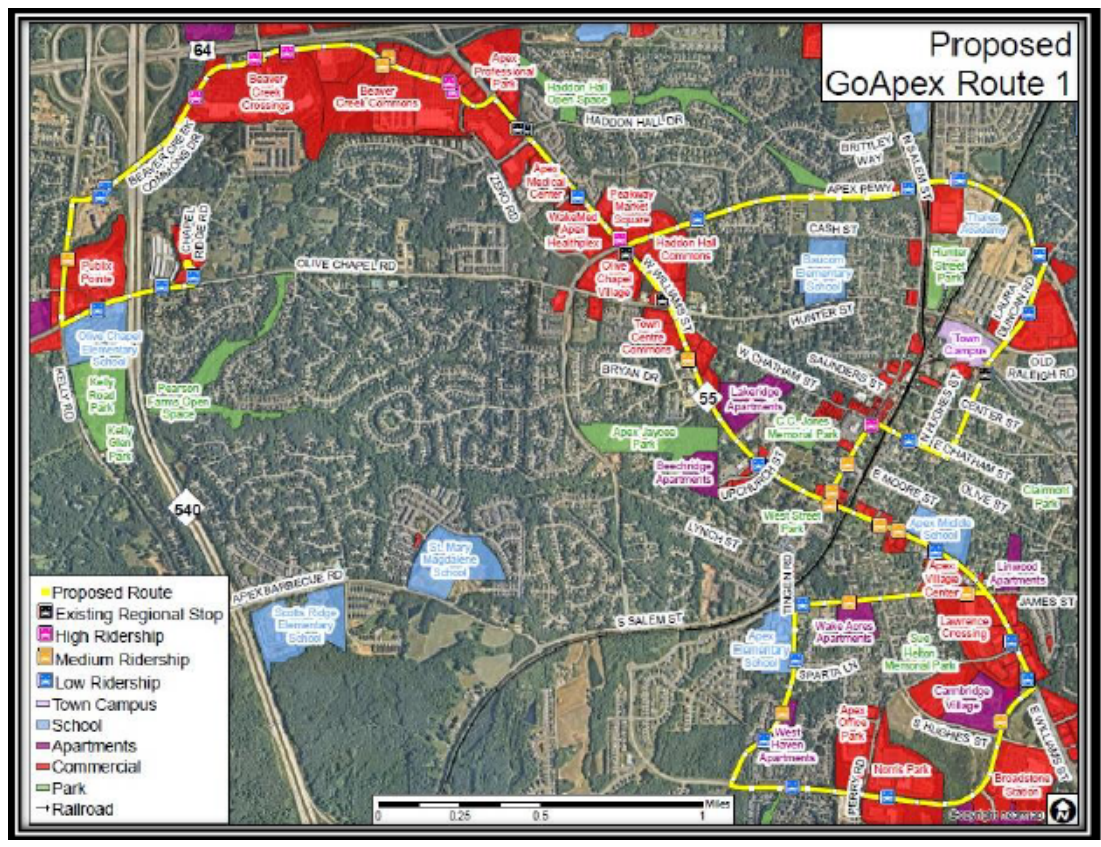 Proposed
GoApex Route 1
64
Beaver
Creek
Crossings
Beaver
Creek Commons
Apex
Professional
Park
Haddon Hall
Open Space
HADDON HALL DR
BRITTLEY
WAY
N SALEM ST
BEAVER CREEK
COMMONS DR
ZENO RD
Apex
Medical
Center
Peakway
Market
Square
APEX PKWY
WakeMed
Apex
Healthplex
Haddon Hall
Commons
CASH ST
Thales
Academy
CHAPEL
RIDGE RD
Publix
Pointe
OLIVE CHAPEL RD
Olive
Chapel
Village
W. WILLIAMS ST
Baucom
Elementary
School
Hunter
Street
Park
LAURA
DUNCAN RD
HUNTER ST
Olive Chapel
Elementary
School
Town
Centre
Commons
Town
Campus
OLD
RALEIGH RD
KELLY RD
Kelly
Road
Park
Kelly
Glen
Park
Pearson
Farms Open
Space
BRYAN DR
W CHATHAM ST
SAUNDERS ST
55
Lakeridge
Apartments
N HUGHES ST
CENTER ST
Apex Jaycee
Park
C.C. Jones
Memorial Park
E CHATHAM ST
Beechridge
Apartments
UPCHURCH ST
E MOORE ST
OLIVE ST
Clairmont
Park
540
LYNCH ST
West Street
Park
Apex Middle
School
St. Mary
Magdalene
School
TINGEN RD
Apex
Village
Center
Linwood
Apartments
APEX BARBECUE RD
Scotts Ridge
Elementary
School
S SALEM ST
Wake Acres
Apartments
JAMES ST
Lawrence
Crossing
Apex
Elementary
School
Sue
Helton
Memorial Park
SPARTA LN
Cambridge
Village
Apex
Office
Park
S HUGHES ST
E WILLIAMS ST
West
Haven
Apartments
PERRY RD
Norris Park
Broadstone
Station
Proposed Route
Existing Regional Stop
High Ridership
Medium Ridership
Low Ridership
Town Campus
School
Apartments
Commercial
Park
Railroad
Miles
0 0.25 0.5 1
Copyright nearmap